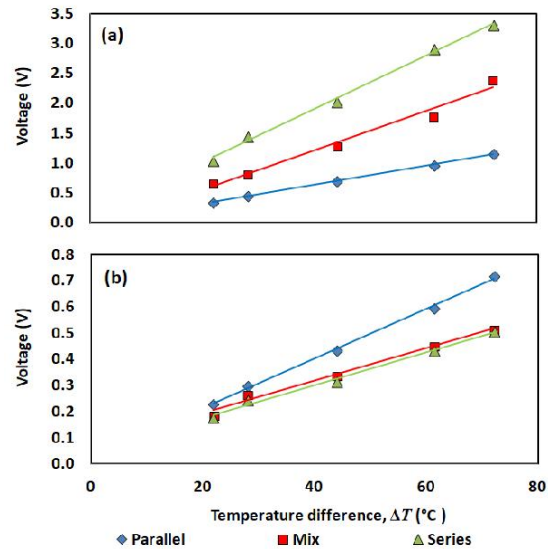 (a)
Voltage (V)
3.5
3.0
2.5
2.0
1.5
1.0
0.5
0.0
(b)
Voltage (V)
0.8
0.7
0.6
0.5
0.4
0.3
0.2
0.1
0.0
0 20 40 60 80
Temperature difference, ΔT (°C )
Parallel Mix Series